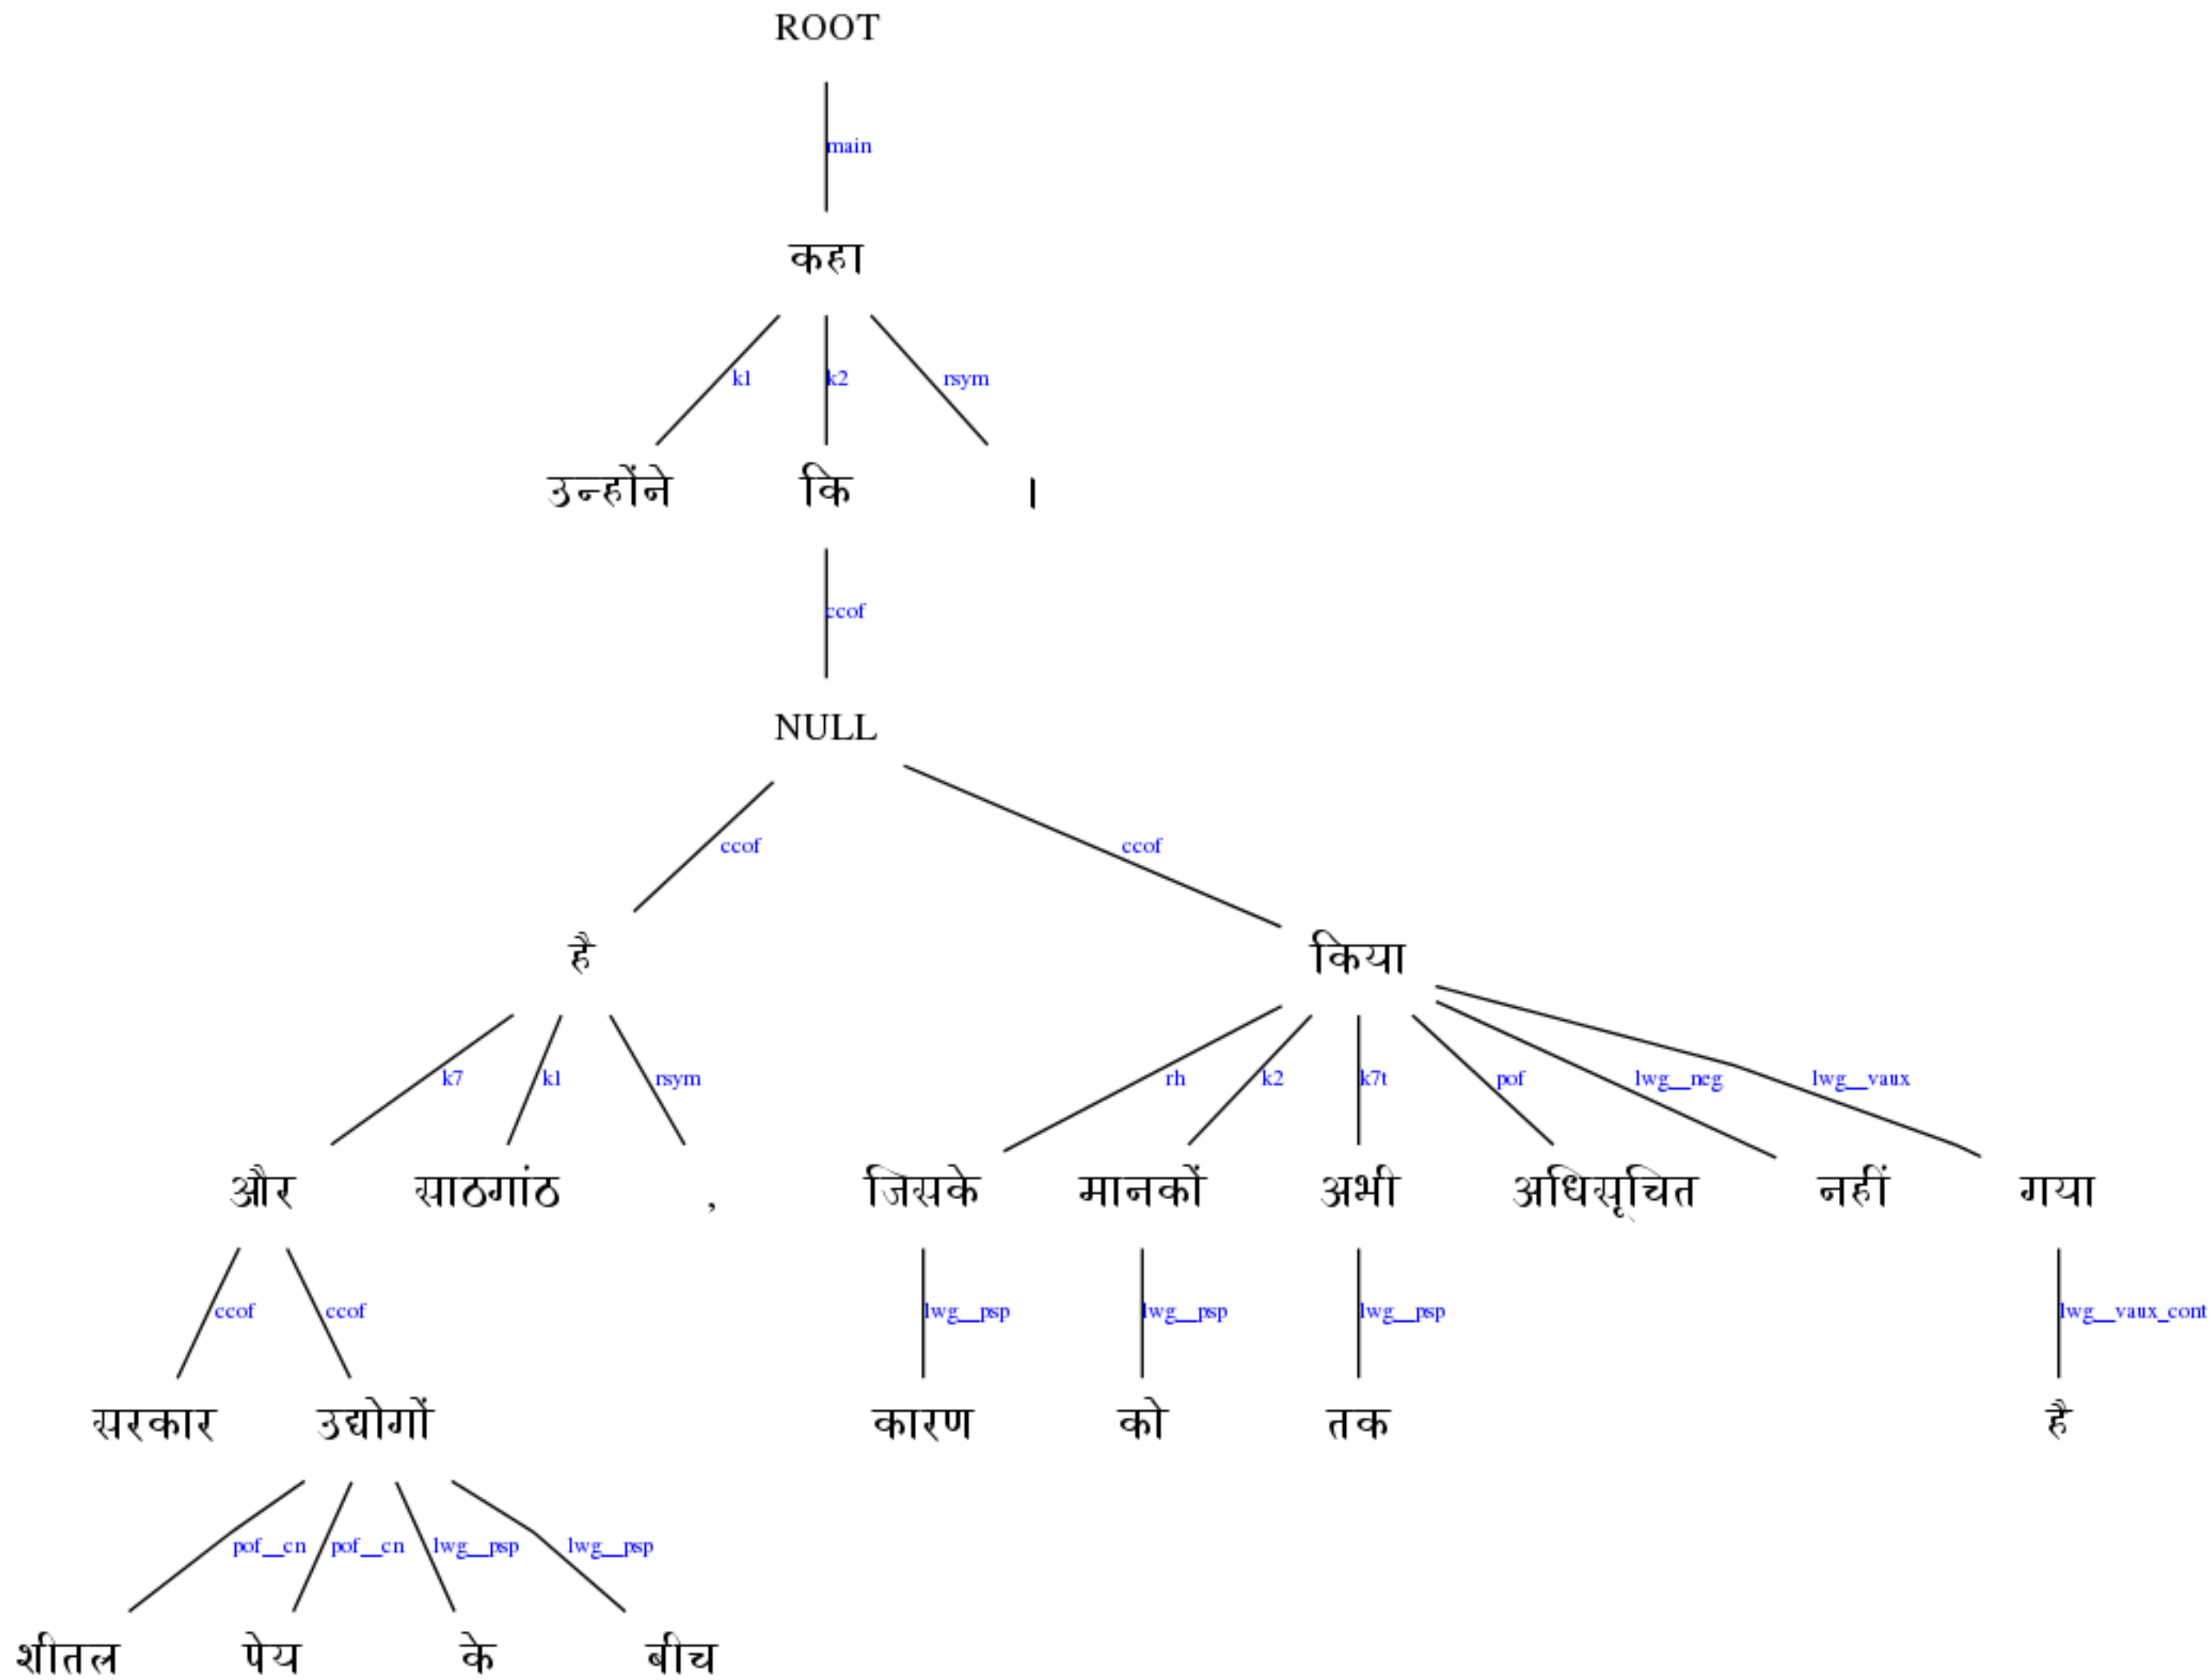 ROOT
main
कहा
k1 k2 rsym
उन्होंने कि ।
ccof
NULL
ccof ccof
है किया
k7 k1 rsym rh k2 k7t pof lwg__neg lwg__vaux
और साठगांठ , जिसके मानकों अभी अधिसूचित नहीं गया
ccof ccof lwg__psp lwg__psp lwg__psp lwg__vaux_cont
सरकार उद्योगों कारण को तक है
pof__cn pof__cn lwg__psp lwg__psp
शीतल पेय के बीच